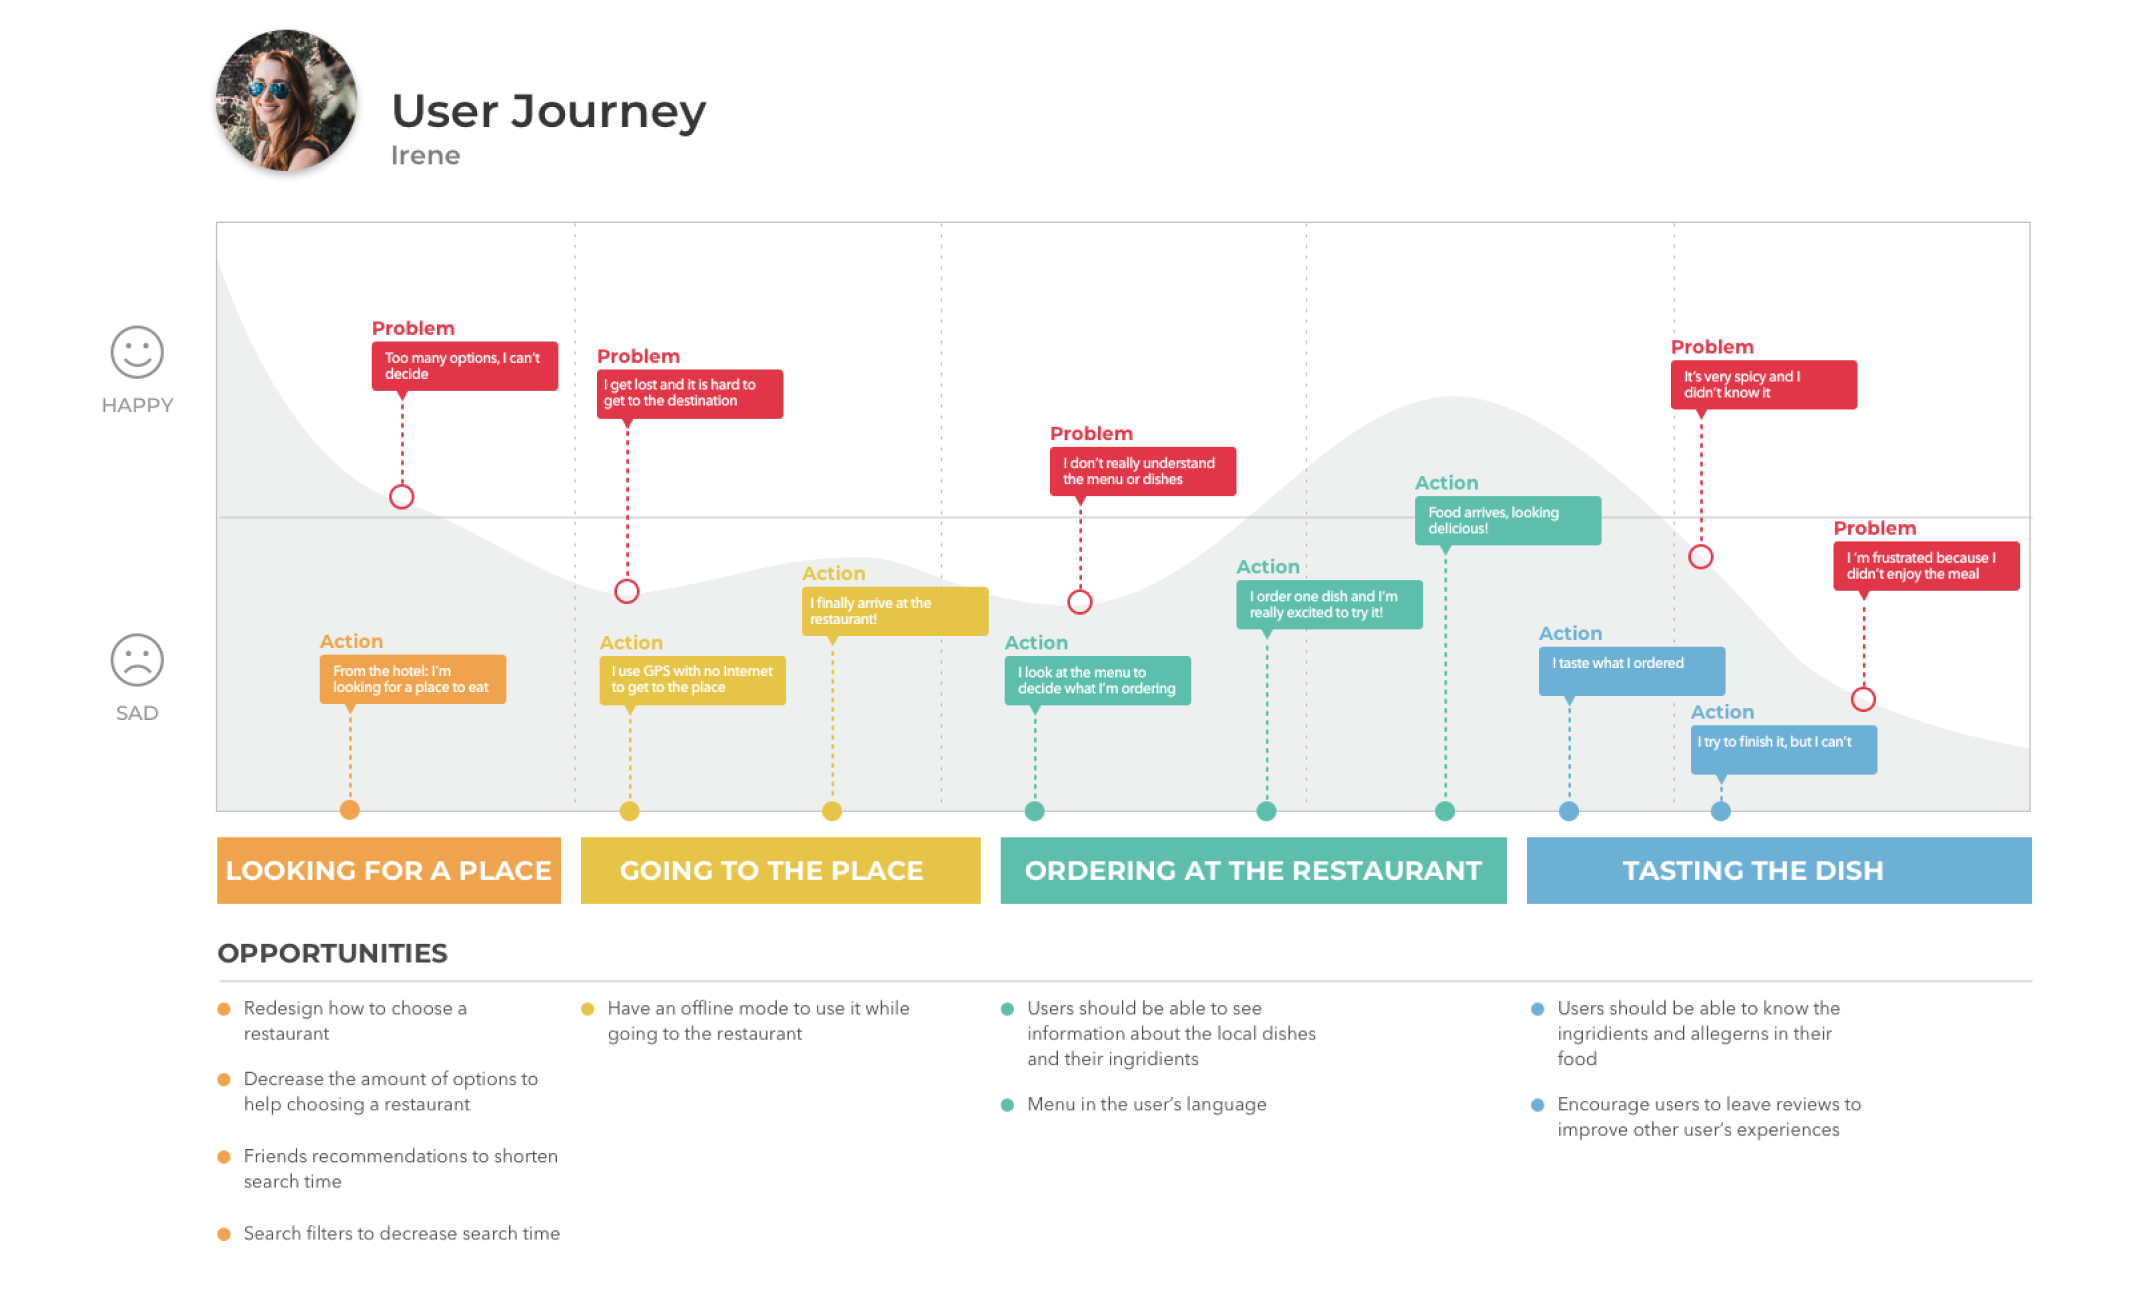 User Journey
Irene
HAPPY
SAD
Problem
Too many options, I can't
decide
Problem
I get lost and it is hard to
get to the destination
Problem
I don't really understand
the menu or dishes
Problem
It's very spicy and I
didn't know it
Problem
I 'm frustrated because I
didn't enjoy the meal
Action
From the hotel: I'm
looking for a place to eat
Action
I use GPS with no Internet
to get to the place
Action
I finally arrive at the
restaurant!
Action
I look at the menu to
decide what I'm ordering
Action
I order one dish and I'm
really excited to try it!
Action
Food arrives, looking
delicious!
Action
I taste what I ordered
Action
I try to finish it, but I can't
LOOKING FOR A PLACE
GOING TO THE PLACE
ORDERING AT THE RESTAURANT
TASTING THE DISH
OPPORTUNITIES
Redesign how to choose a
restaurant
Decrease the amount of options to
help choosing a restaurant
Friends recommendations to shorten
search time
Search filters to decrease search time
Have an offline mode to use it while
going to the restaurant
Users should be able to see
information about the local dishes
and their ingridients
Menu in the user's language
Users should be able to know the
ingridients and allegerns in their
food
Encourage users to leave reviews to
improve other user's experiences